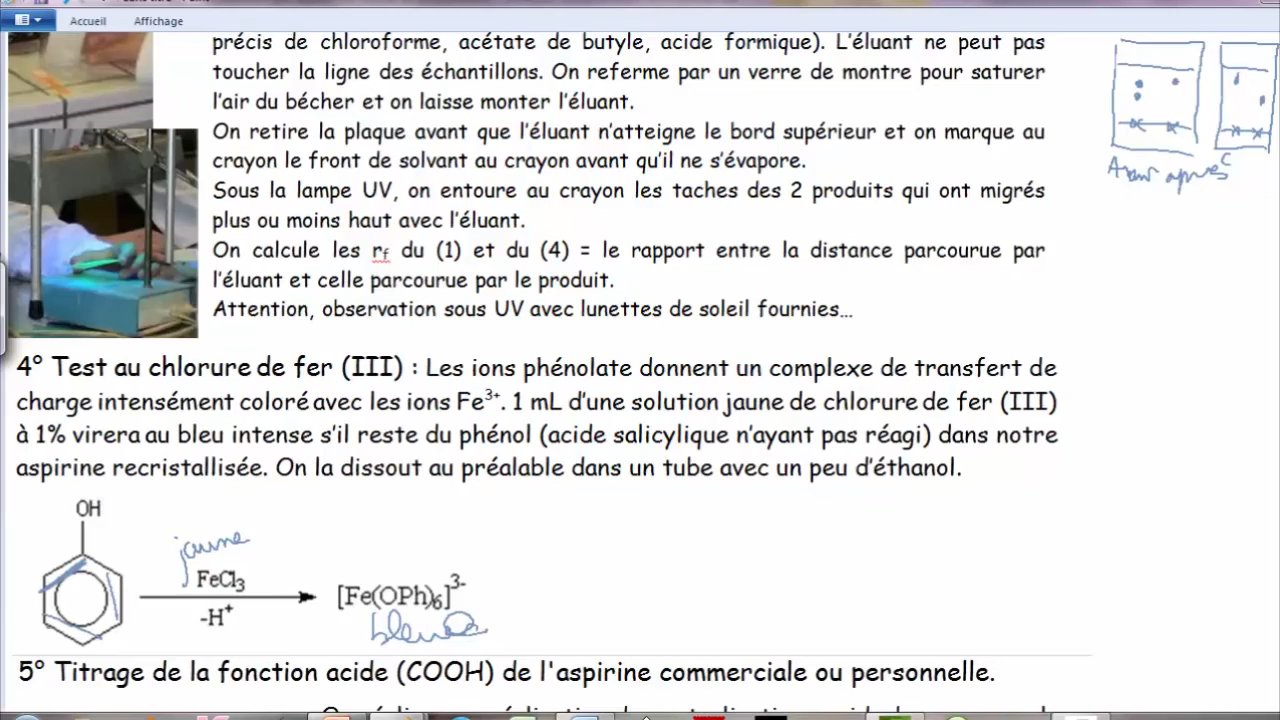 Accueil Affichage
précis de chloroforme, acétate de butyle, acide formique). L'éluant ne peut pas
toucher la ligne des échantillons. On referme par un verre de montre pour saturer
l'air du bécher et on laisse monter l'éluant.
On retire la plaque avant que l'éluant n'atteigne le bord supérieur et on marque au
crayon le front de solvant au crayon avant qu'il ne s'évapore.
Sous la lampe UV, on entoure au crayon les taches des 2 produits qui ont migrés
plus ou moins haut avec l'éluant.
On calcule les rf du (1) et du (4) = le rapport entre la distance parcourue par
l'éluant et celle parcourue par le produit.
Attention, observation sous UV avec lunettes de soleil fournies…
après
4° Test au chlorure de fer (III) : Les ions phénolate donnent un complexe de transfert de
charge intensément coloré avec les ions Fe³⁺. 1 mL d'une solution jaune de chlorure de fer (III)
à 1% virera au bleu intense s'il reste du phénol (acide salicylique n'ayant pas réagi) dans notre
aspirine recristallisée. On la dissout au préalable dans un tube avec un peu d'éthanol.
OH
jaune
FeCl₃
-H⁺
[Fe(OPh)₆]³⁻
5° Titrage de la fonction acide (COOH) de l'aspirine commerciale ou personnelle.